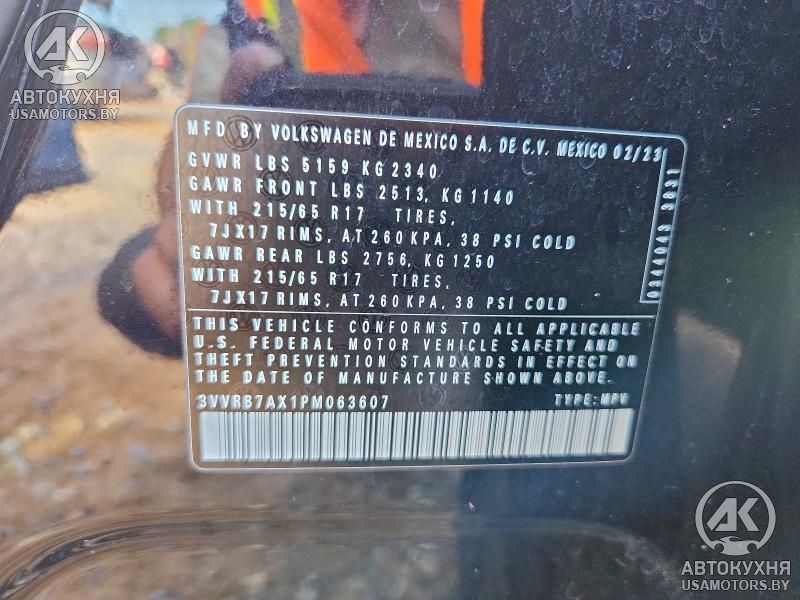 АВТОКУХНЯ
USAMOTORS.BY
MFD BY VOLKSWAGEN DE MEXICO S.A. DE C.V. MEXICO 02/23
GVWR LBS 5159 KG 2340
GAWR FRONT LBS 2513, KG 1140
WITH 215/65 R17 TIRES,
7JX17 RIMS, AT 260 KPA, 38 PSI COLD
GAWR REAR LBS 2756, KG 1250
WITH 215/65 R17 TIRES,
7JX17 RIMS, AT 260 KPA, 38 PSI COLD
0344043 3831
THIS VEHICLE CONFORMS TO ALL APPLICABLE
U.S. FEDERAL MOTOR VEHICLE SAFETY AND
THEFT PREVENTION STANDARDS IN EFFECT ON
THE DATE OF MANUFACTURE SHOWN ABOVE.
3VVRB7AX1PM063607 TYPE: MPV
АВТОКУХНЯ
USAMOTORS.BY